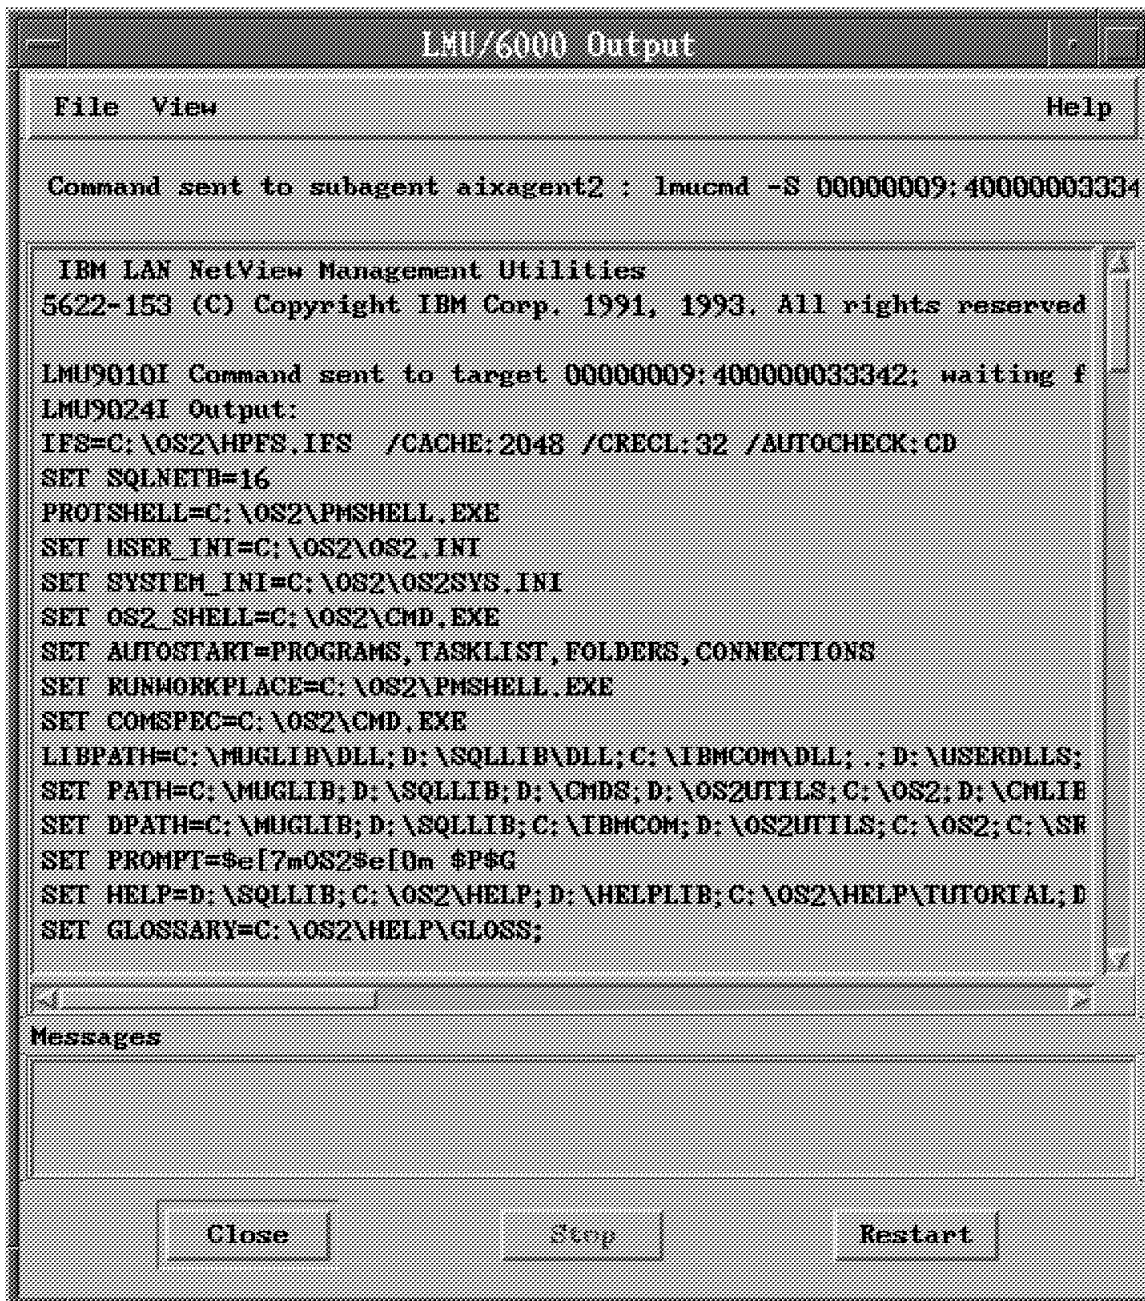 LMU/6000 Output
File View Help
Command sent to subagent aixagent2 : lmucmd -S 00000009:40000003334
IBM LAN NetView Management Utilities
5622-153 (C) Copyright IBM Corp. 1991, 1993. All rights reserved
LMU9010I Command sent to target 00000009:400000033342; waiting f
LMU9024I Output:
IFS=C:\OS2\HPFS.IFS /CACHE:2048 /CRECL:32 /AUTOCHECK:CD
SET SQLNETB=16
PROTSHELL=C:\OS2\PMSHELL.EXE
SET USER_INI=C:\OS2\OS2.INI
SET SYSTEM_INI=C:\OS2\OS2SYS.INI
SET OS2_SHELL=C:\OS2\CMD.EXE
SET AUTOSTART=PROGRAMS,TASKLIST,FOLDERS,CONNECTIONS
SET RUNWORKPLACE=C:\OS2\PMSHELL.EXE
SET COMSPEC=C:\OS2\CMD.EXE
LIBPATH=C:\MUGLIB\DLL;D:\SQLLIB\DLL;C:\IBMCOM\DLL;.;D:\USERDLLS;
SET PATH=C:\MUGLIB;D:\SQLLIB;D:\CMDS;D:\OS2UTILS;C:\OS2;D:\CMLIB
SET DPATH=C:\MUGLIB;D:\SQLLIB;C:\IBMCOM;D:\OS2UTILS;C:\OS2;C:\SR
SET PROMPT=$e[7mOS2$e[0m $P$G
SET HELP=D:\SQLLIB;C:\OS2\HELP;D:\HELPLIB;C:\OS2\HELP\TUTORIAL;D
SET GLOSSARY=C:\OS2\HELP\GLOSS;
Messages
Close Stop Restart